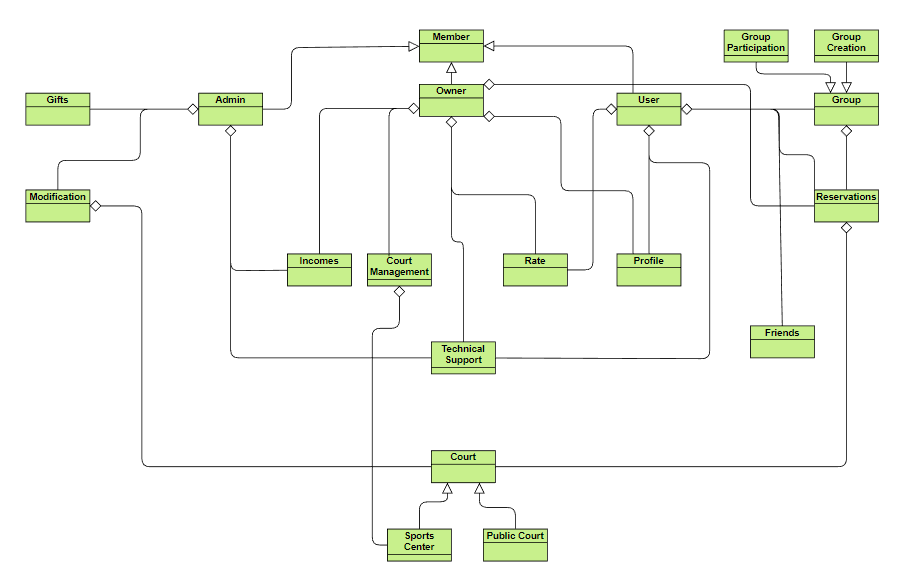 Member
Group
Participation
Group
Creation
Owner
Gifts
Admin
User
Group
Modification
Reservations
Incomes
Court
Management
Rate
Profile
Friends
Technical
Support
Court
Sports
Center
Public Court